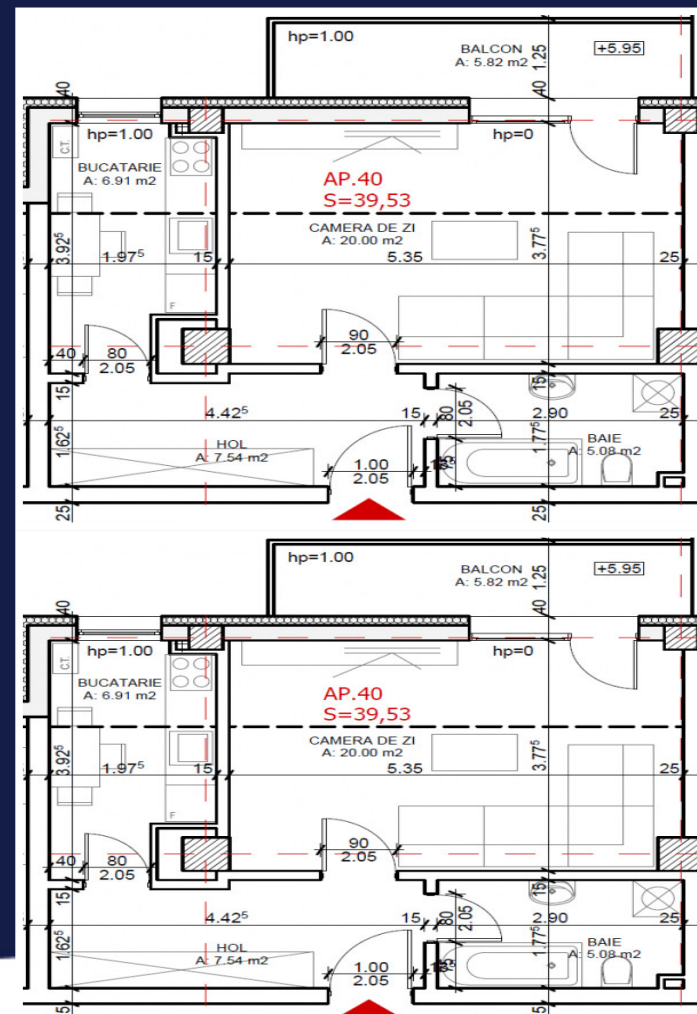 hp=1.00
BALCON
A: 5.82 m2
1.25
+5.95
40
40
hp=1.00
hp=0
C.T.
BUCATARIE
A: 6.91 m2
AP.40
S=39,53
CAMERA DE ZI
A: 20.00 m2
3.92⁵
1.97⁵
15
5.35
3.77⁵
25
F
40
80
2.05
90
2.05
15
4.42⁵
15
80
2.05
15
2.90
25
1.62⁵
HOL
A: 7.54 m2
1.00
2.05
1.77⁵
BAIE
A: 5.08 m2
25
25
hp=1.00
BALCON
A: 5.82 m2
1.25
+5.95
40
40
hp=1.00
hp=0
C.T.
BUCATARIE
A: 6.91 m2
AP.40
S=39,53
CAMERA DE ZI
A: 20.00 m2
3.92⁵
1.97⁵
15
5.35
3.77⁵
25
F
40
80
2.05
90
2.05
15
4.42⁵
15
80
2.05
15
2.90
25
1.62⁵
HOL
A: 7.54 m2
1.00
2.05
1.77⁵
BAIE
A: 5.08 m2